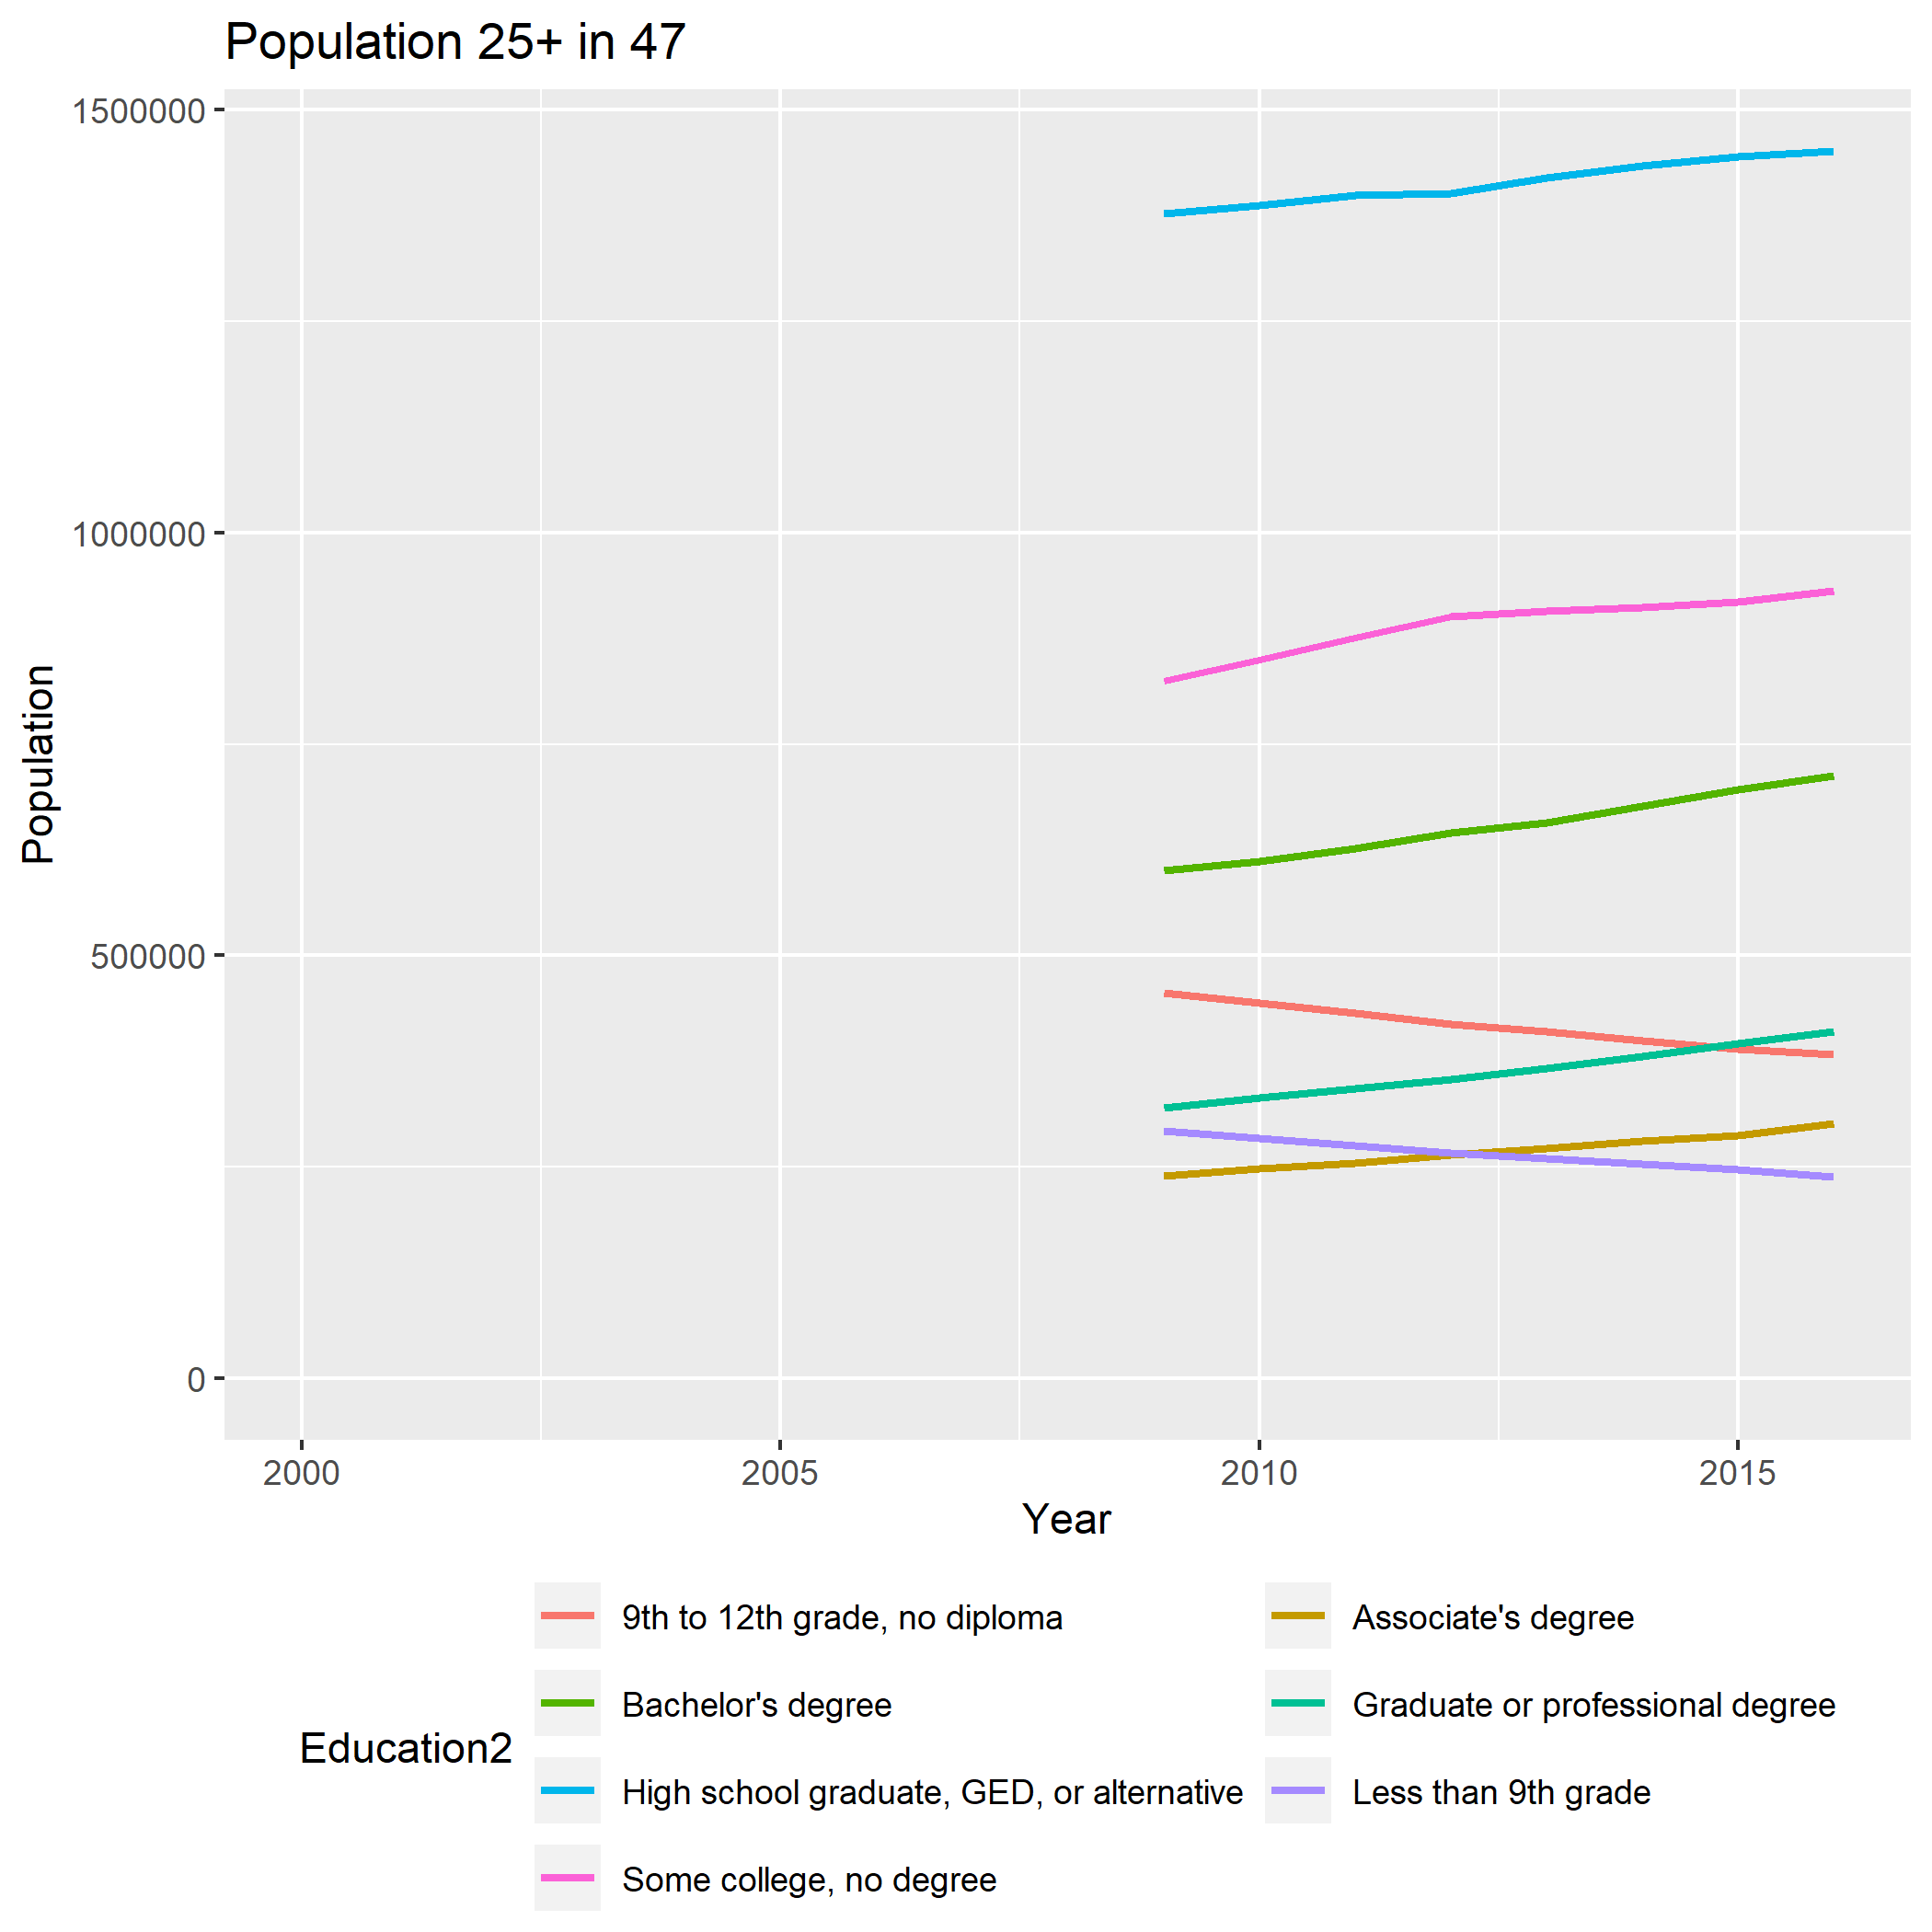 Population 25+ in 47
1500000
1000000
500000
0
Population
2000
2005
2010
2015
Year
Education2
9th to 12th grade, no diploma
Associate's degree
Bachelor's degree
Graduate or professional degree
High school graduate, GED, or alternative
Less than 9th grade
Some college, no degree